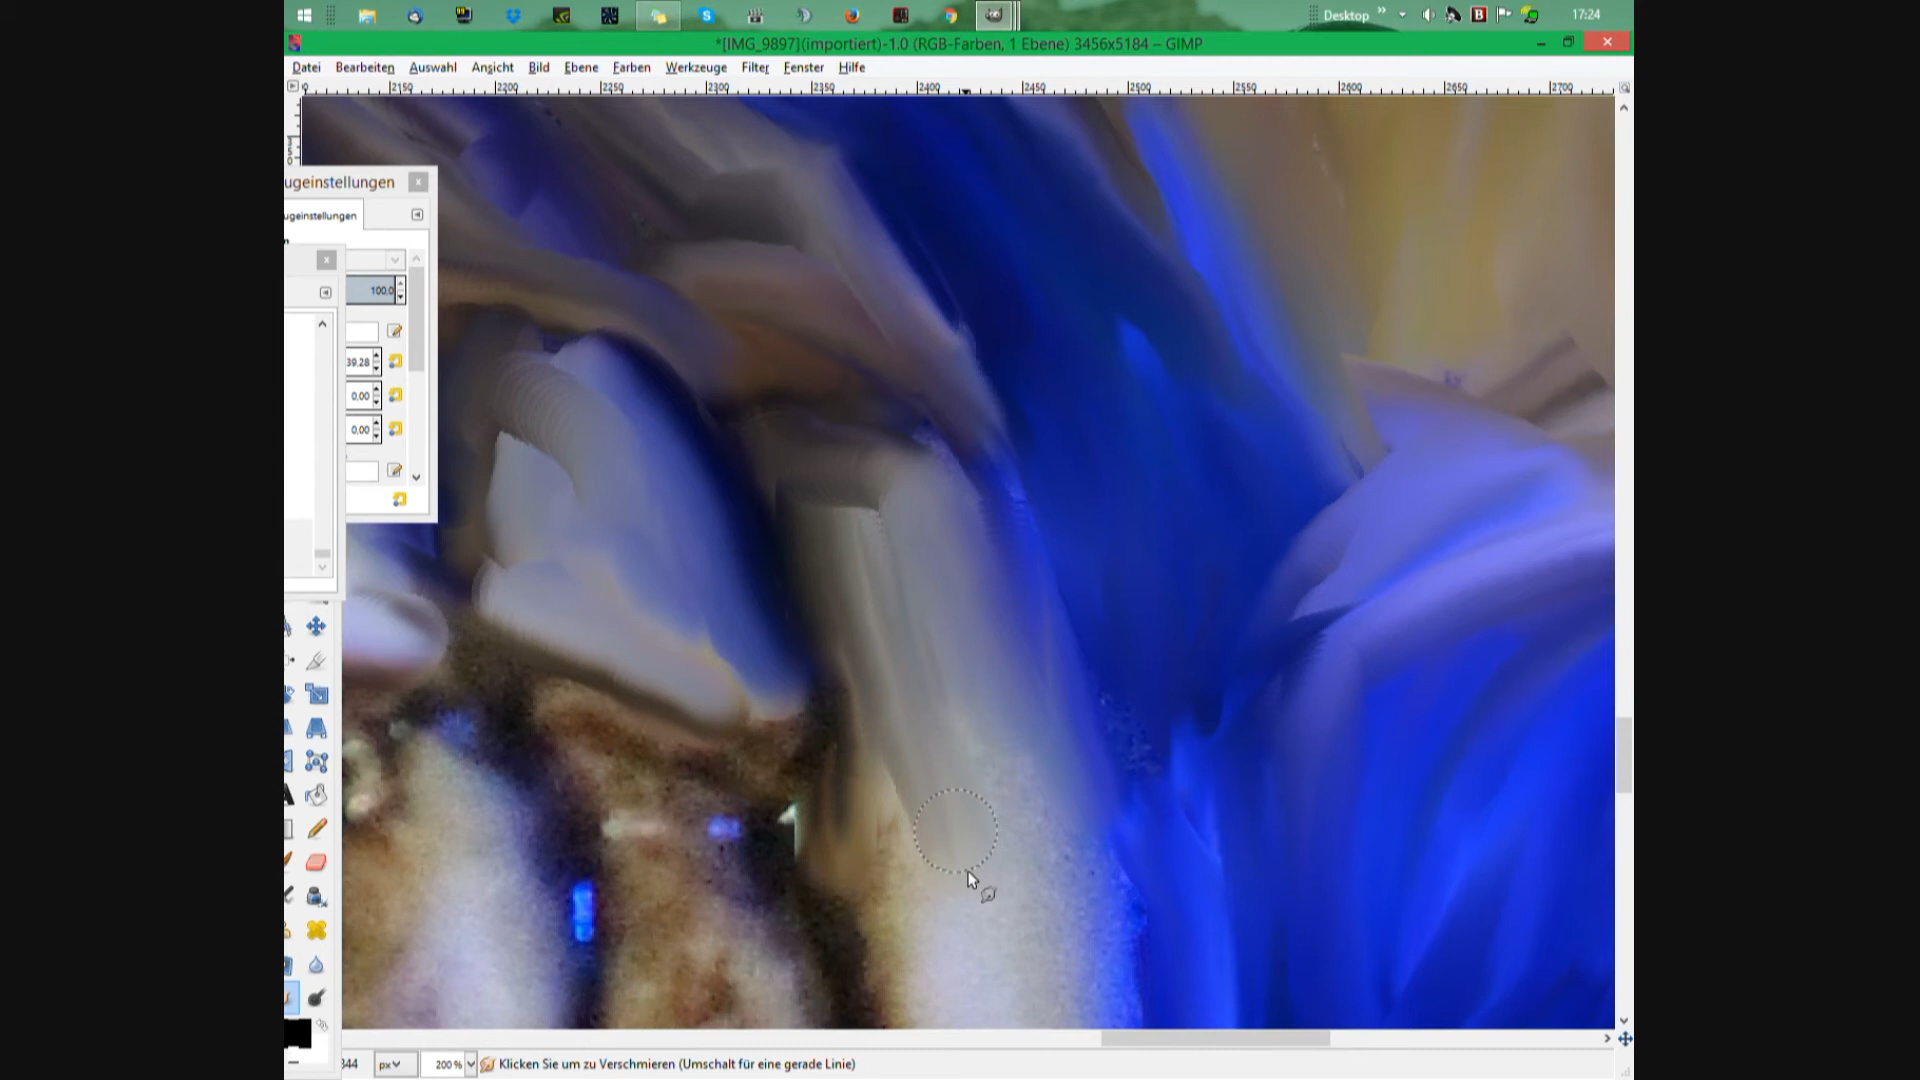 Desktop
17:24
*[IMG_9897](importiert)-1.0 (RGB-Farben, 1 Ebene) 3456x5184 – GIMP
Datei Bearbeiten Auswahl Ansicht Bild Ebene Farben Werkzeuge Filter Fenster Hilfe
2150 2200 2250 2300 2350 2400 2450 2500 2550 2600 2650 2700
ugeinstellungen
ugeinstellungen
100,0
39,28
0,00
0,00
344 px 200 % Klicken Sie um zu Verschmieren (Umschalt für eine gerade Linie)